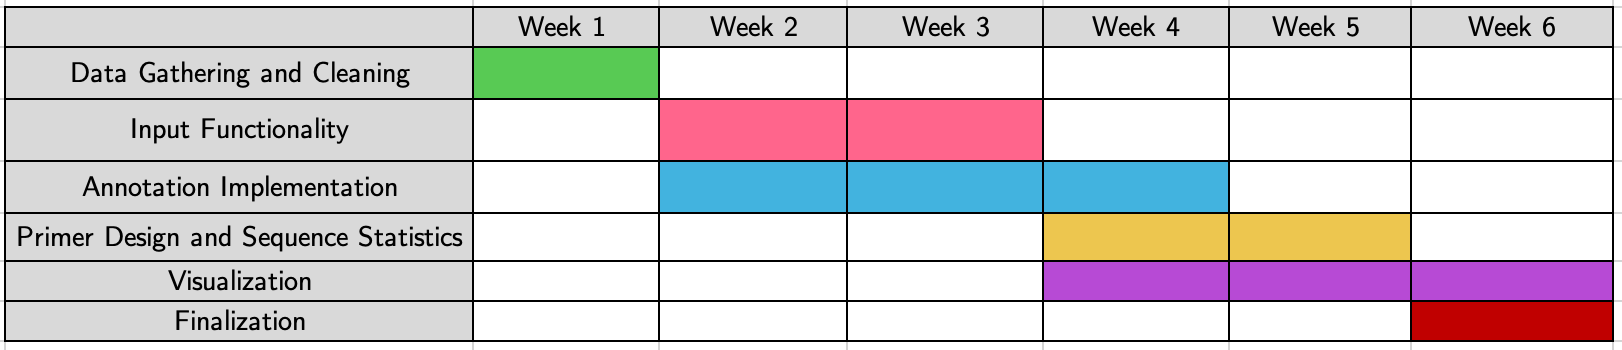 Week 1 Week 2 Week 3 Week 4 Week 5 Week 6
Data Gathering and Cleaning
Input Functionality
Annotation Implementation
Primer Design and Sequence Statistics
Visualization
Finalization